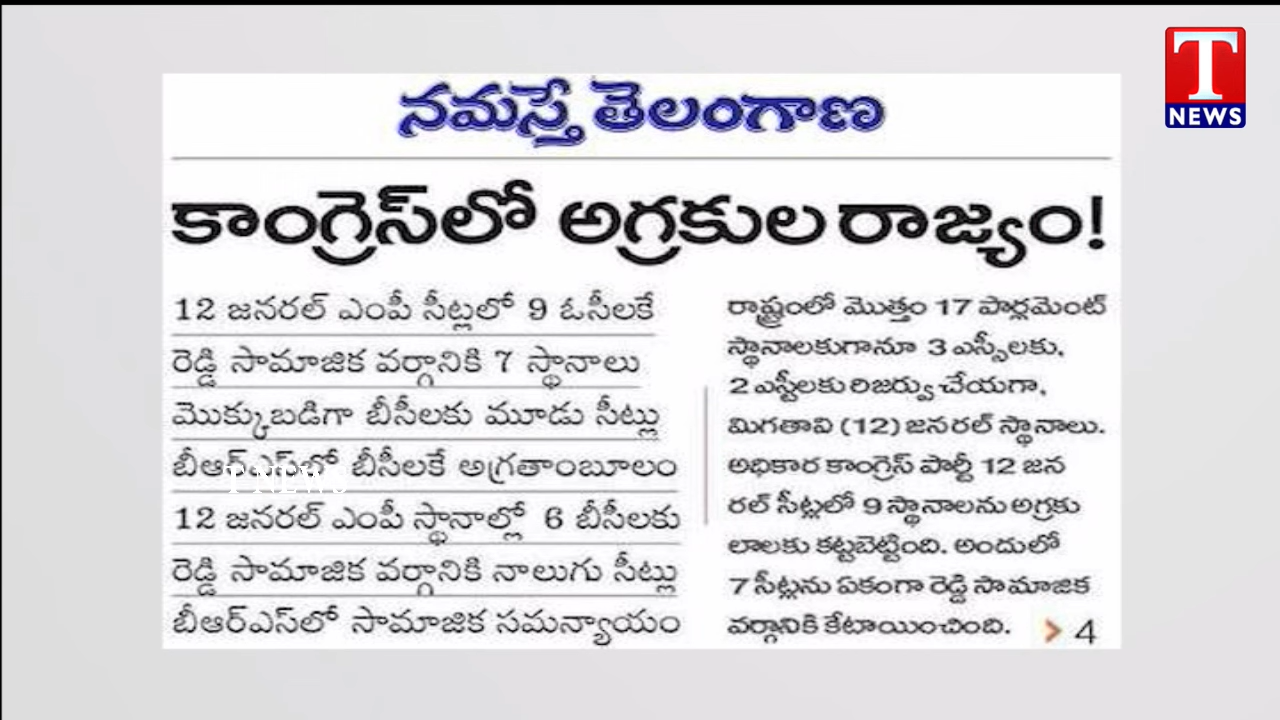 T
NEWS
నమస్తే తెలంగాణ
కాంగ్రెస్‌లో అగ్రకుల రాజ్యం!
12 జనరల్ ఎంపీ సీట్లలో 9 ఓసీలకే
రెడ్డి సామాజిక వర్గానికి 7 స్థానాలు
మొక్కుబడిగా బీసీలకు మూడు సీట్లు
బీఆర్ఎస్‌లో బీసీలకే అగ్రతాంబూలం
T NEWS
12 జనరల్ ఎంపీ స్థానాల్లో 6 బీసీలకు
రెడ్డి సామాజిక వర్గానికి నాలుగు సీట్లు
బీఆర్ఎస్‌లో సామాజిక సమన్యాయం
రాష్ట్రంలో మొత్తం 17 పార్లమెంట్
స్థానాలకుగానూ 3 ఎస్సీలకు,
2 ఎస్టీలకు రిజర్వు చేయగా,
మిగతావి (12) జనరల్ స్థానాలు.
అధికార కాంగ్రెస్ పార్టీ 12 జన
రల్ సీట్లలో 9 స్థానాలను అగ్రకు
లాలకు కట్టబెట్టింది. అందులో
7 సీట్లను ఏకంగా రెడ్డి సామాజిక
వర్గానికి కేటాయించింది. > 4